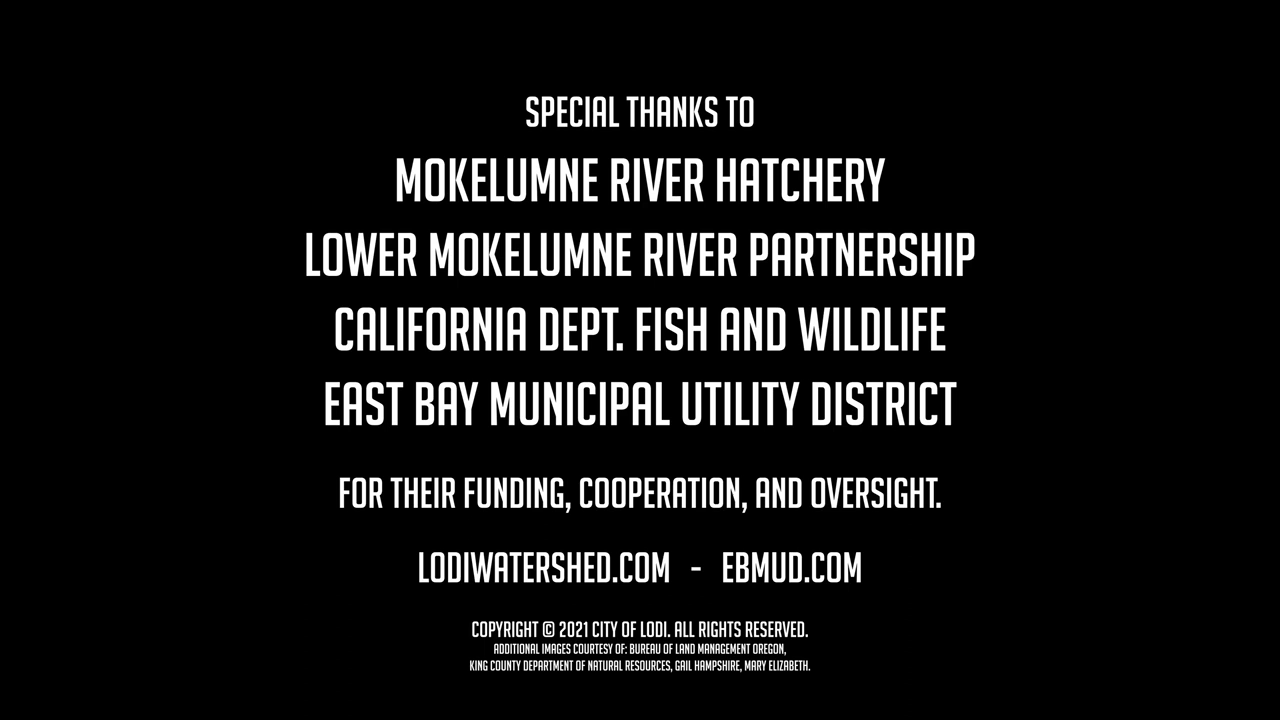 SPECIAL THANKS TO
MOKELUMNE RIVER HATCHERY
LOWER MOKELUMNE RIVER PARTNERSHIP
CALIFORNIA DEPT. FISH AND WILDLIFE
EAST BAY MUNICIPAL UTILITY DISTRICT
FOR THEIR FUNDING, COOPERATION, AND OVERSIGHT.
LODIWATERSHED.COM - EBMUD.COM
COPYRIGHT © 2021 CITY OF LODI. ALL RIGHTS RESERVED.
ADDITIONAL IMAGES COURTESY OF: BUREAU OF LAND MANAGEMENT OREGON,
KING COUNTY DEPARTMENT OF NATURAL RESOURCES, GAIL HAMPSHIRE, MARY ELIZABETH.